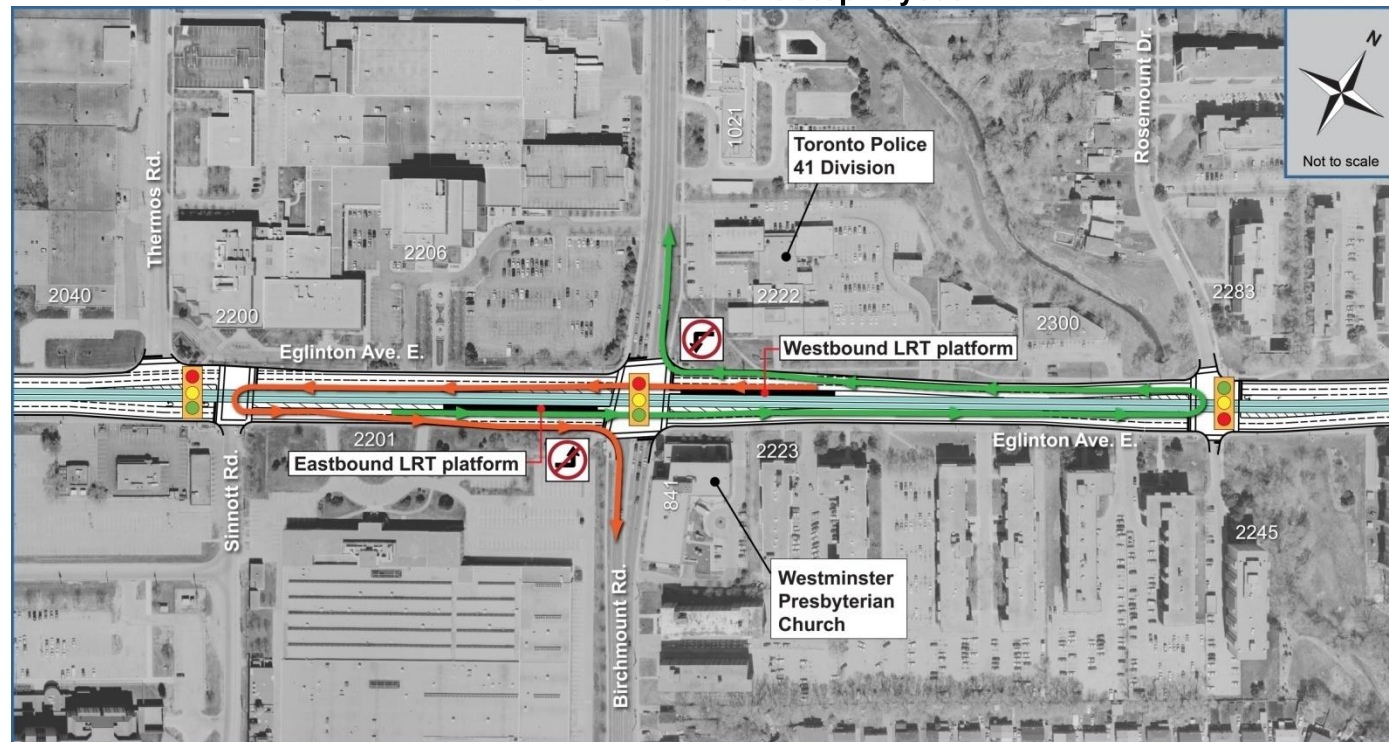 N
Not to scale
Rosemount Dr.
1021
Toronto Police
41 Division
Thermos Rd.
2206
2040
2200
2222
2283
2300
Eglinton Ave. E.
Westbound LRT platform
2201
Eastbound LRT platform
2223
Eglinton Ave. E.
Sinnott Rd.
841
2245
Westminster
Presbyterian
Church
Birchmount Rd.